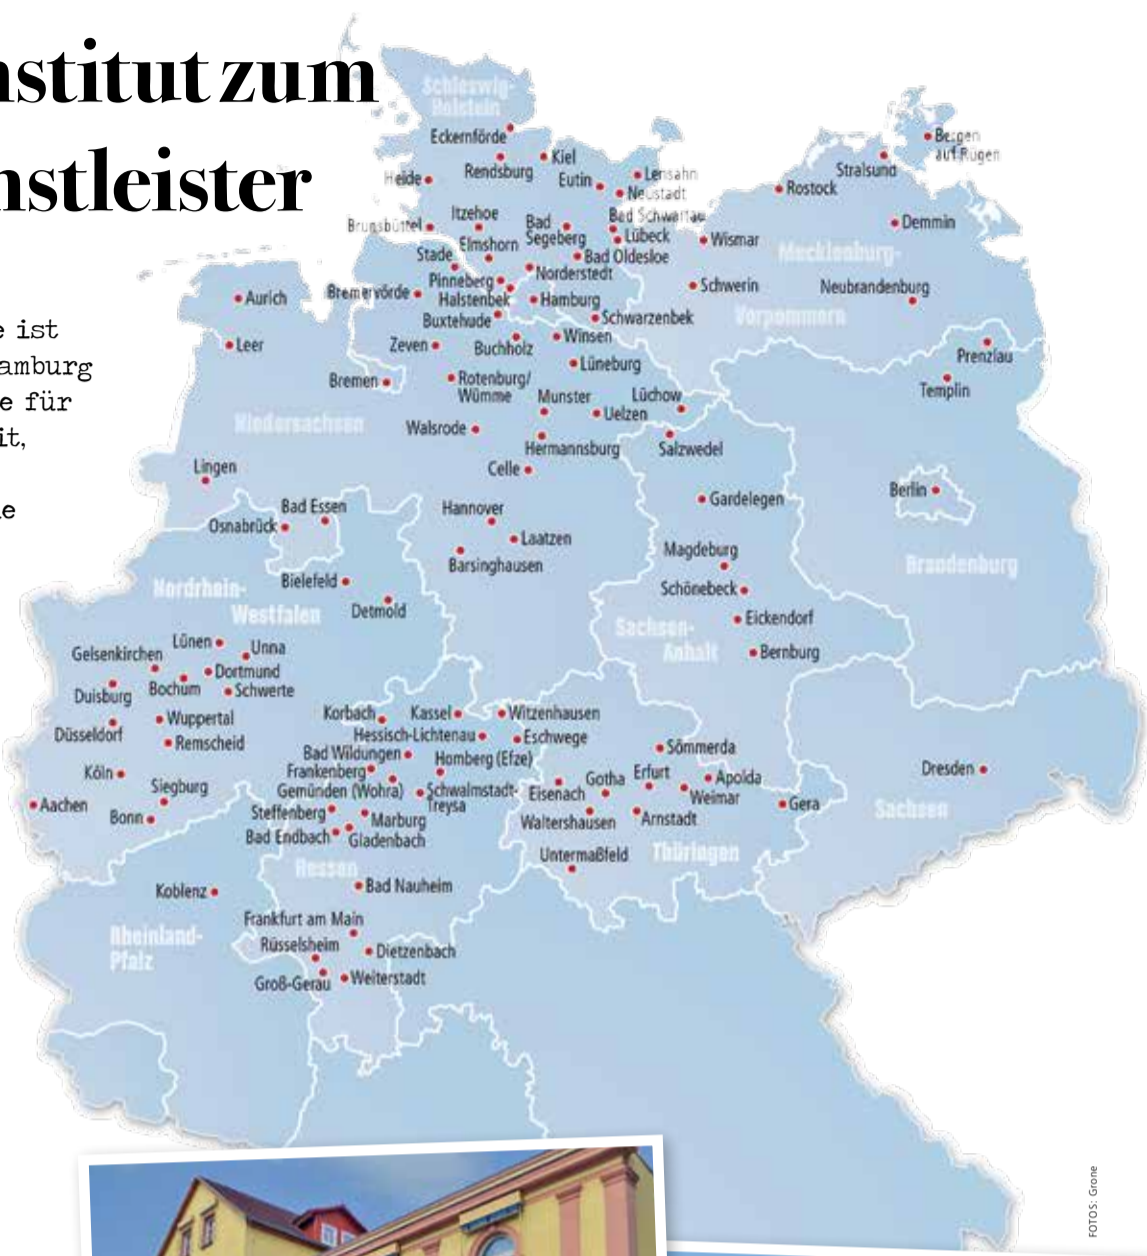 nstitut zum
nstleister
e ist
amburg
e für
it,
e
Schleswig-
Holstein
Eckernförde
Kiel
Rendsburg
Heide
Eutin
Lensahn
Neustadt
Bergen
auf Rügen
Stralsund
Rostock
Demmin
Itzehoe
Brunsbüttel
Bad
Segeberg
Bad Schwartau
Lübeck
Wismar
Elmshorn
Stade
Bad Oldesloe
Norderstedt
Mecklenburg-
Vorpommern
Pinneberg
Schwerin
Neubrandenburg
Aurich
Bremervörde
Halstenbek
Hamburg
Buxtehude
Schwarzenbek
Leer
Zeven
Buchholz
Winsen
Prenzlau
Lüneburg
Bremen
Rotenburg/
Wümme
Munster
Lüchow
Templin
Uelzen
Niedersachsen
Walsrode
Hermannsburg
Salzwedel
Lingen
Celle
Berlin
Gardelegen
Bad Essen
Hannover
Osnabrück
Laatzen
Magdeburg
Barsinghausen
Brandenburg
Bielefeld
Schönebeck
Nordrhein-
Westfalen
Detmold
Eickendorf
Sachsen-
Anhalt
Lünen
Unna
Bernburg
Gelsenkirchen
Dortmund
Duisburg
Bochum
Schwerte
Wuppertal
Korbach
Kassel
Witzenhausen
Düsseldorf
Remscheid
Hessisch-Lichtenau
Eschwege
Bad Wildungen
Homberg (Efze)
Sömmerda
Köln
Frankenberg
Gotha
Erfurt
Apolda
Dresden
Siegburg
Gemünden (Wohra)
Schwalmstadt-
Treysa
Eisenach
Weimar
Aachen
Bonn
Steffenberg
Marburg
Waltershausen
Arnstadt
Gera
Sachsen
Bad Endbach
Gladenbach
Untermaßfeld
Thüringen
Hessen
Koblenz
Bad Nauheim
Frankfurt am Main
Rheinland-
Pfalz
Rüsselsheim
Dietzenbach
Groß-Gerau
Weiterstadt
FOTOS: Grone